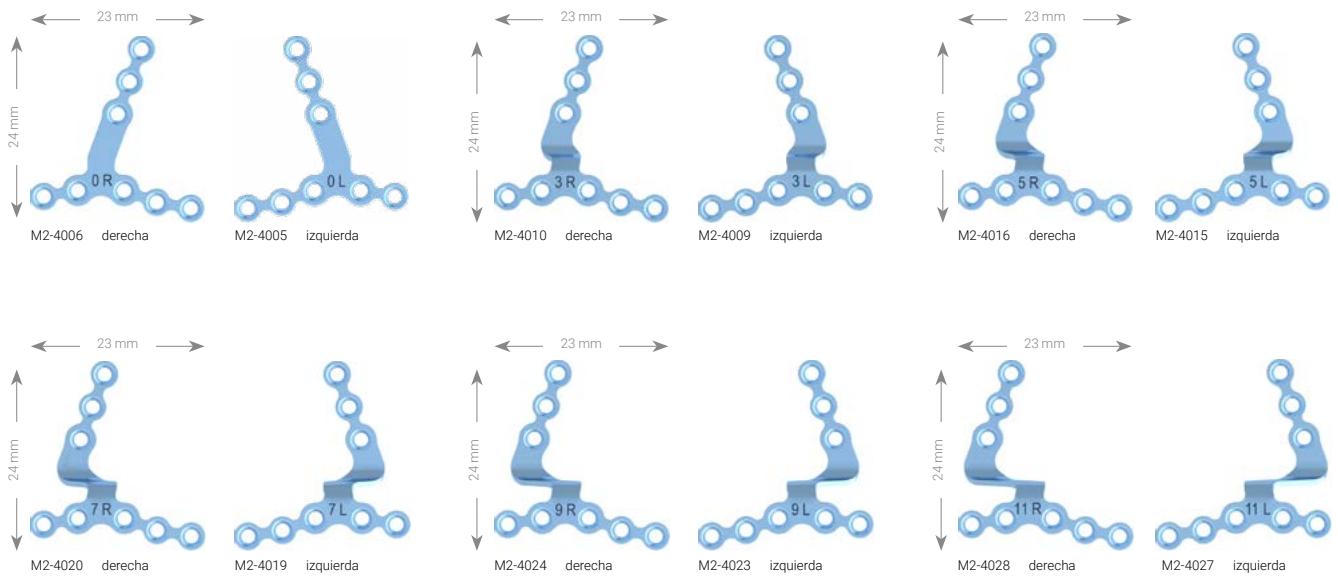 23 mm 23 mm 23 mm
24 mm 24 mm 24 mm
0 R 0 L 3 R 3 L 5 R 5 L
M2-4006 derecha M2-4005 izquierda M2-4010 derecha M2-4009 izquierda M2-4016 derecha M2-4015 izquierda
23 mm 23 mm 23 mm
24 mm 24 mm 24 mm
7 R 7 L 9 R 9 L 11 R 11 L
M2-4020 derecha M2-4019 izquierda M2-4024 derecha M2-4023 izquierda M2-4028 derecha M2-4027 izquierda